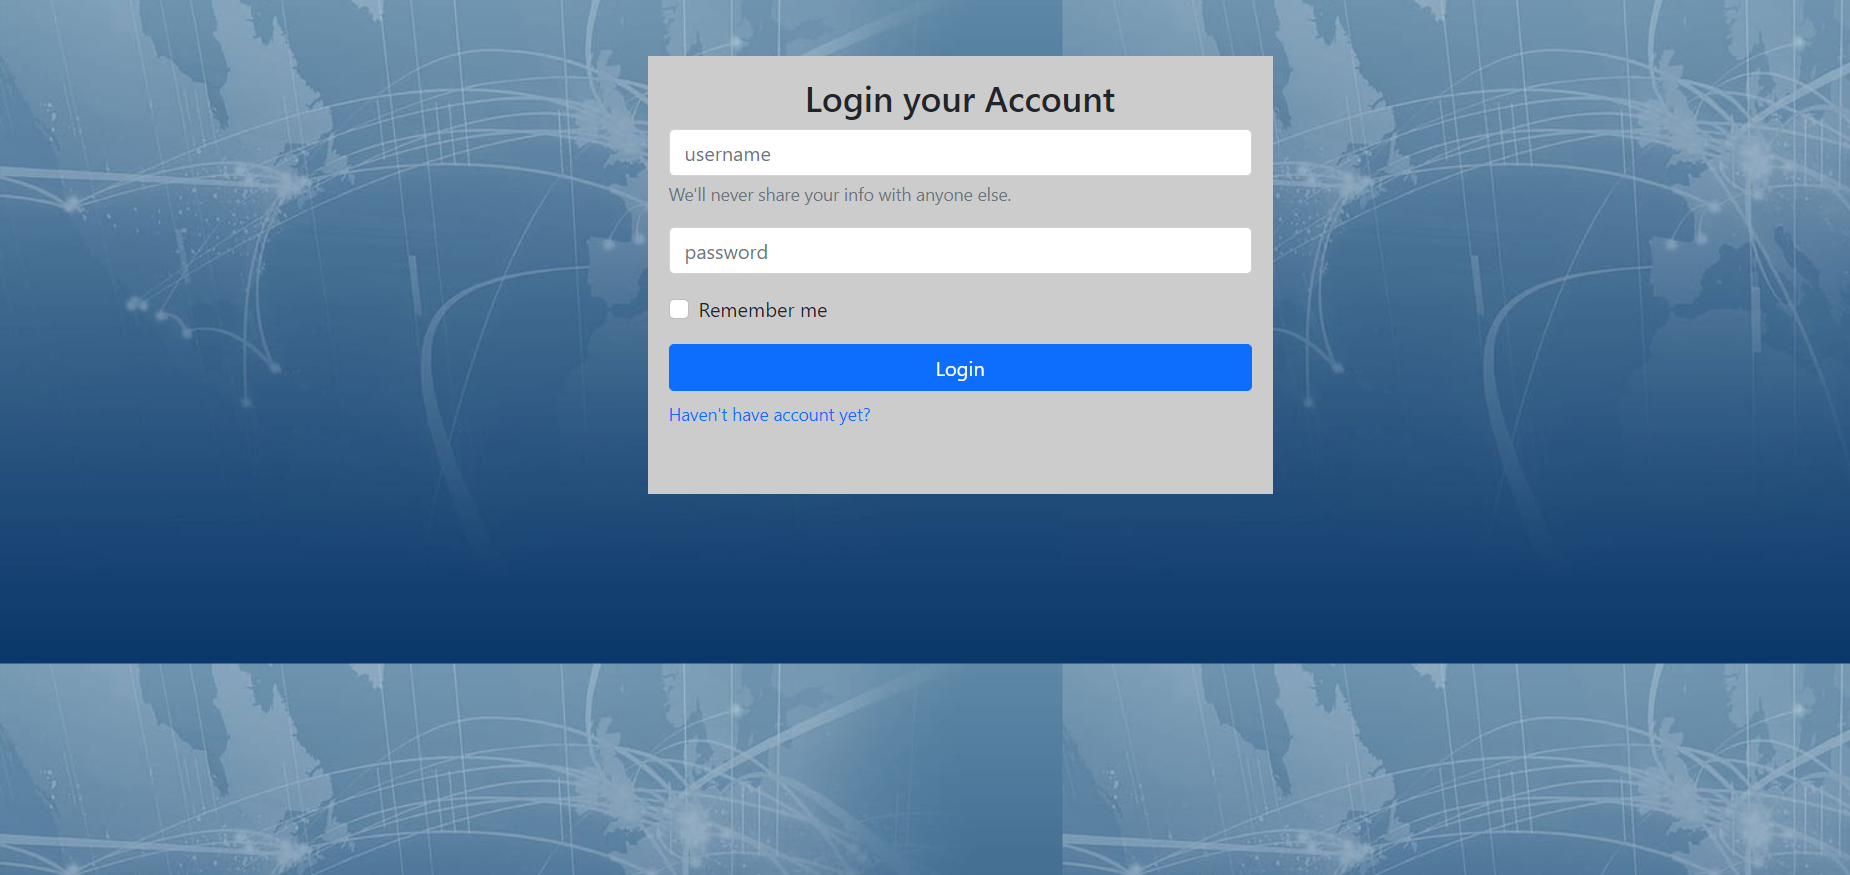 Login your Account
username
We'll never share your info with anyone else.
password
Remember me
Login
Haven't have account yet?